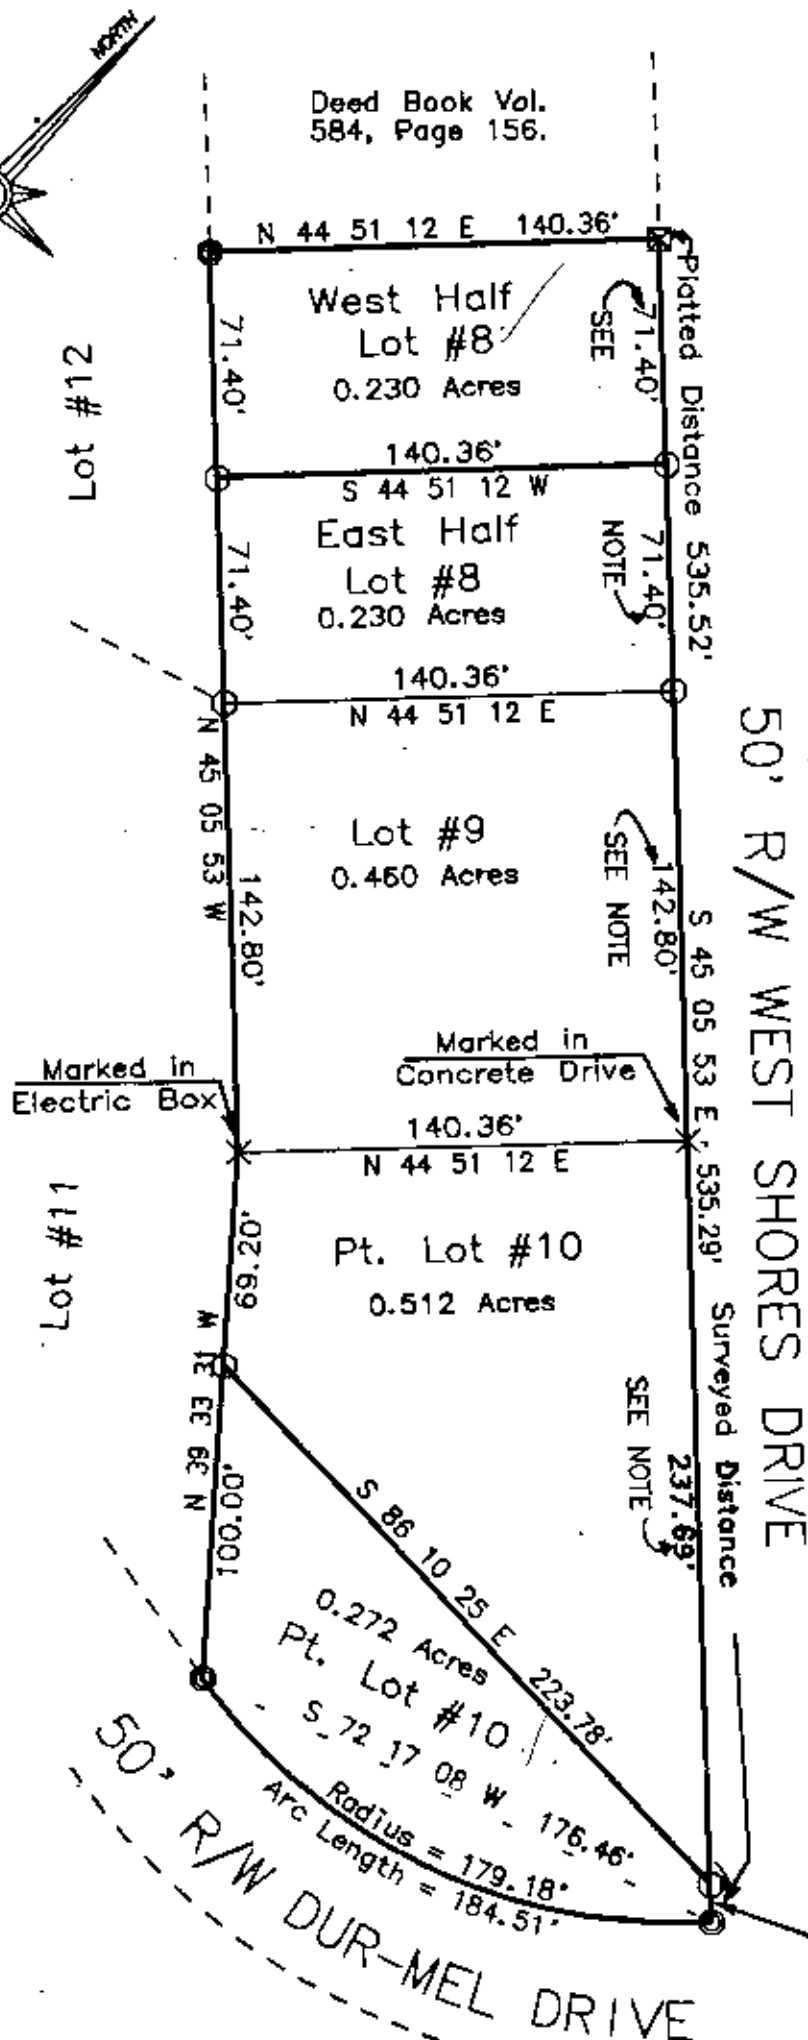 NORTH
Deed Book Vol.
584, Page 156.
N 44 51 12 E 140.36'
West Half
Lot #8
0.230 Acres
71.40'
71.40'
SEE
Platted Distance 535.52'
Lot #12
140.36'
S 44 51 12 W
East Half
Lot #8
0.230 Acres
71.40'
71.40'
NOTE
140.36'
N 44 51 12 E
N 45 05 53 W
142.80'
Lot #9
0.460 Acres
142.80'
SEE NOTE
S 45 05 53 E
535.29' Surveyed Distance
50' R/W WEST SHORES DRIVE
Marked in
Electric Box
Marked in
Concrete Drive
140.36'
N 44 51 12 E
Lot #11
69.20'
Pt. Lot #10
0.512 Acres
237.69'
SEE NOTE
N 39 33 31 W
100.00'
S 86 10 25 E 223.78'
0.272 Acres
Pt. Lot #10
S 72 17 08 W 176.46'
Radius = 179.18'
Arc Length = 184.51'
50' R/W DUR-MEL DRIVE